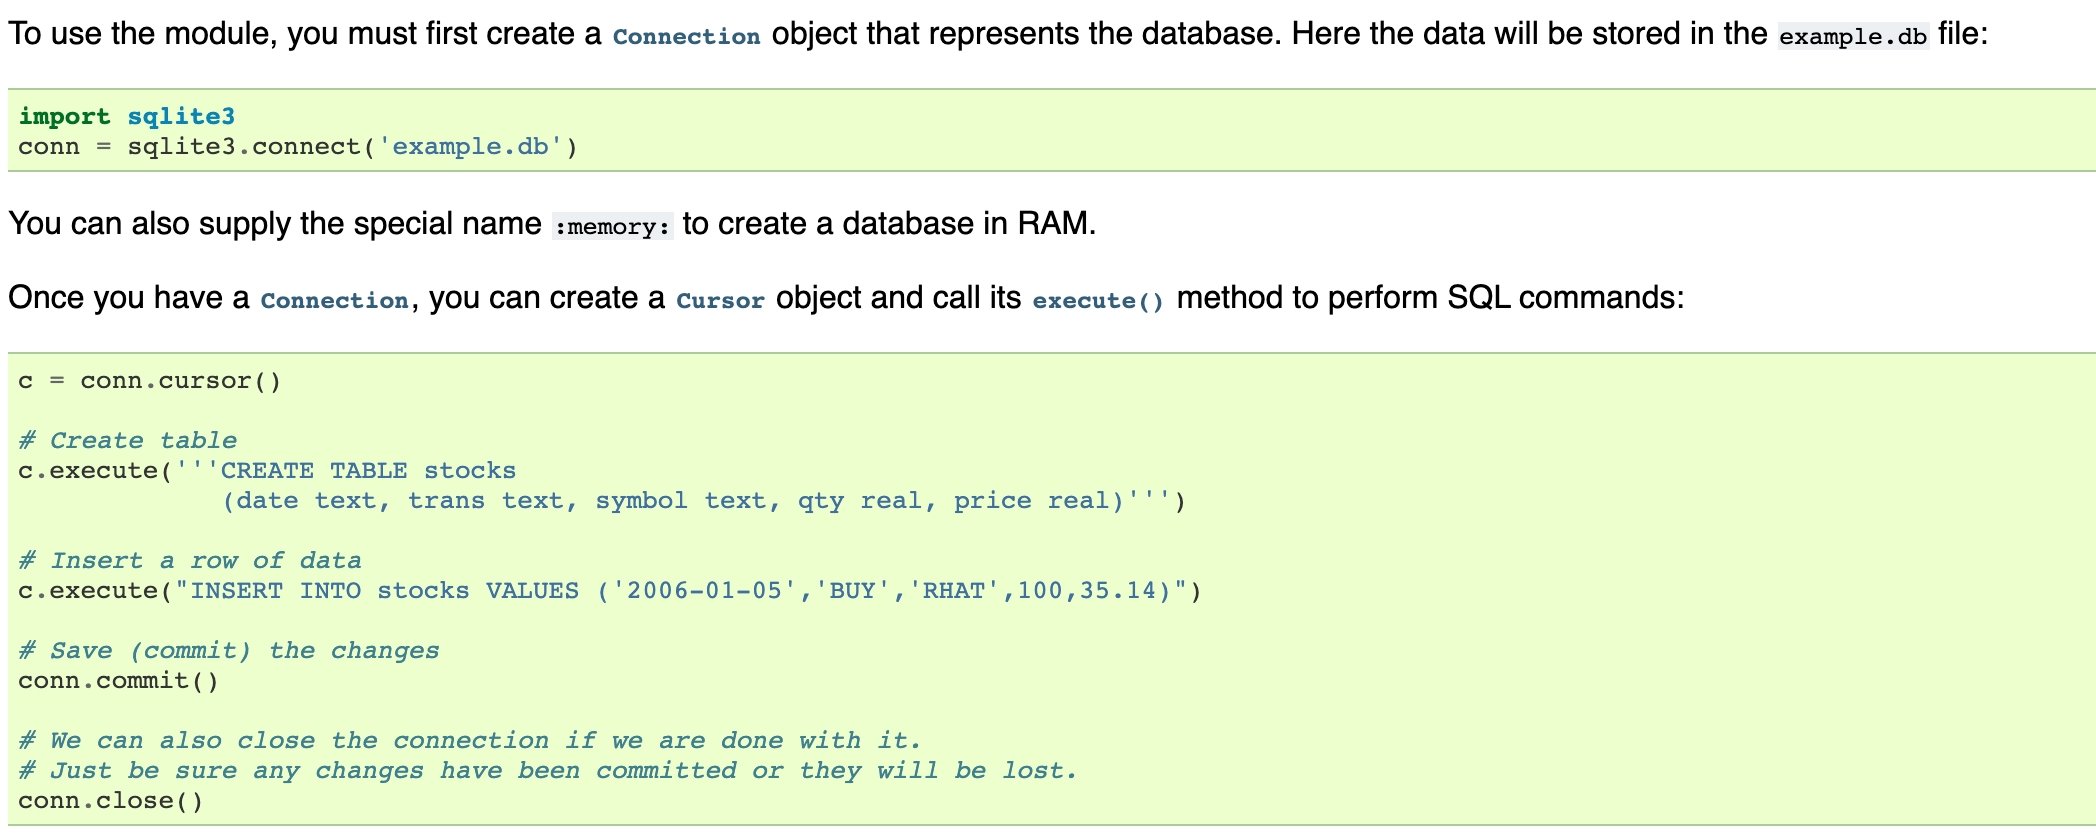 To use the module, you must first create a Connection object that represents the database. Here the data will be stored in the example.db file:
import sqlite3
conn = sqlite3.connect('example.db')
You can also supply the special name :memory: to create a database in RAM.
Once you have a Connection, you can create a Cursor object and call its execute() method to perform SQL commands:
c = conn.cursor()
# Create table
c.execute('''CREATE TABLE stocks
             (date text, trans text, symbol text, qty real, price real)''')
# Insert a row of data
c.execute("INSERT INTO stocks VALUES ('2006-01-05','BUY','RHAT',100,35.14)")
# Save (commit) the changes
conn.commit()
# We can also close the connection if we are done with it.
# Just be sure any changes have been committed or they will be lost.
conn.close()